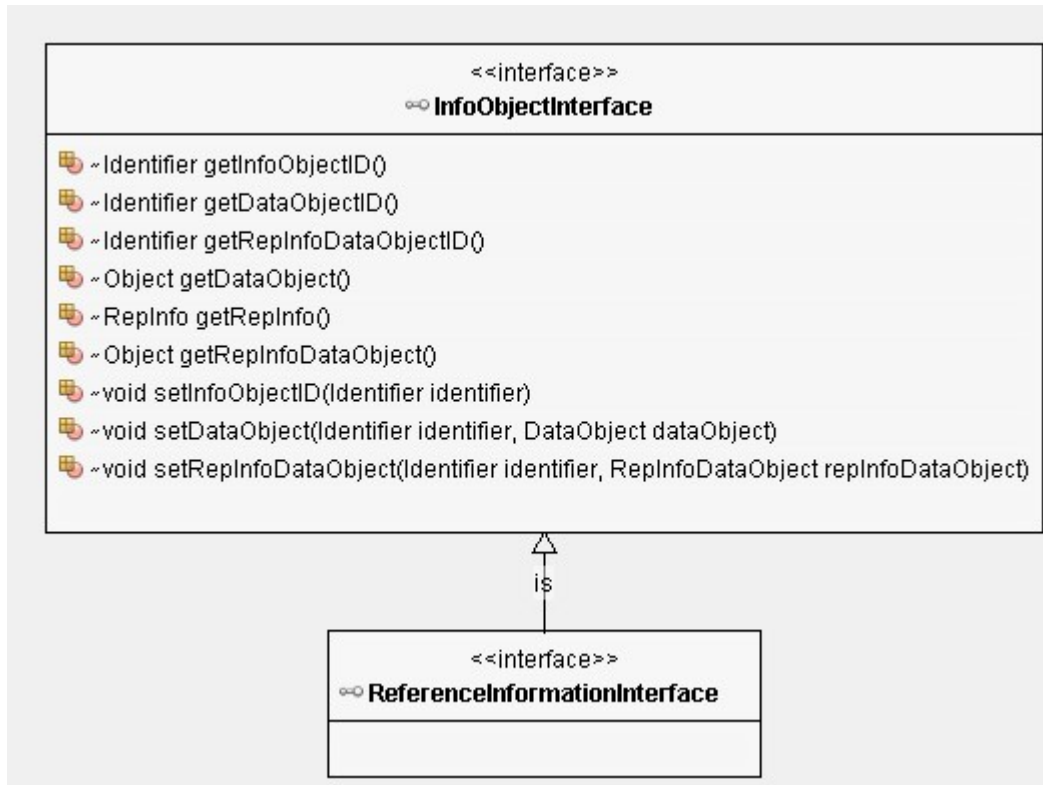 <<interface>>
InfoObjectInterface
~Identifier getInfoObjectID()
~Identifier getDataObjectID()
~Identifier getRepInfoDataObjectID()
~Object getDataObject()
~RepInfo getRepInfo()
~Object getRepInfoDataObject()
~void setInfoObjectID(Identifier identifier)
~void setDataObject(Identifier identifier, DataObject dataObject)
~void setRepInfoDataObject(Identifier identifier, RepInfoDataObject repInfoDataObject)
is
<<interface>>
ReferenceInformationInterface